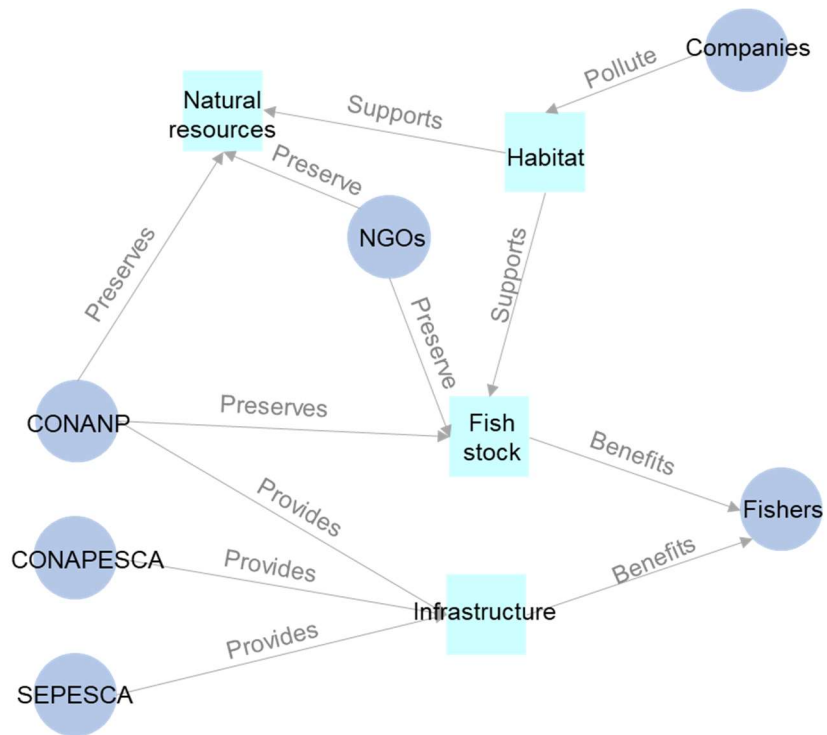 Companies
Pollute
Natural
resources
Supports
Habitat
Preserve
NGOs
Preserves
Supports
Preserve
CONANP
Preserves
Fish
stock
Benefits
Provides
Fishers
CONAPESCA
Provides
Benefits
Infrastructure
Provides
SEPESCA